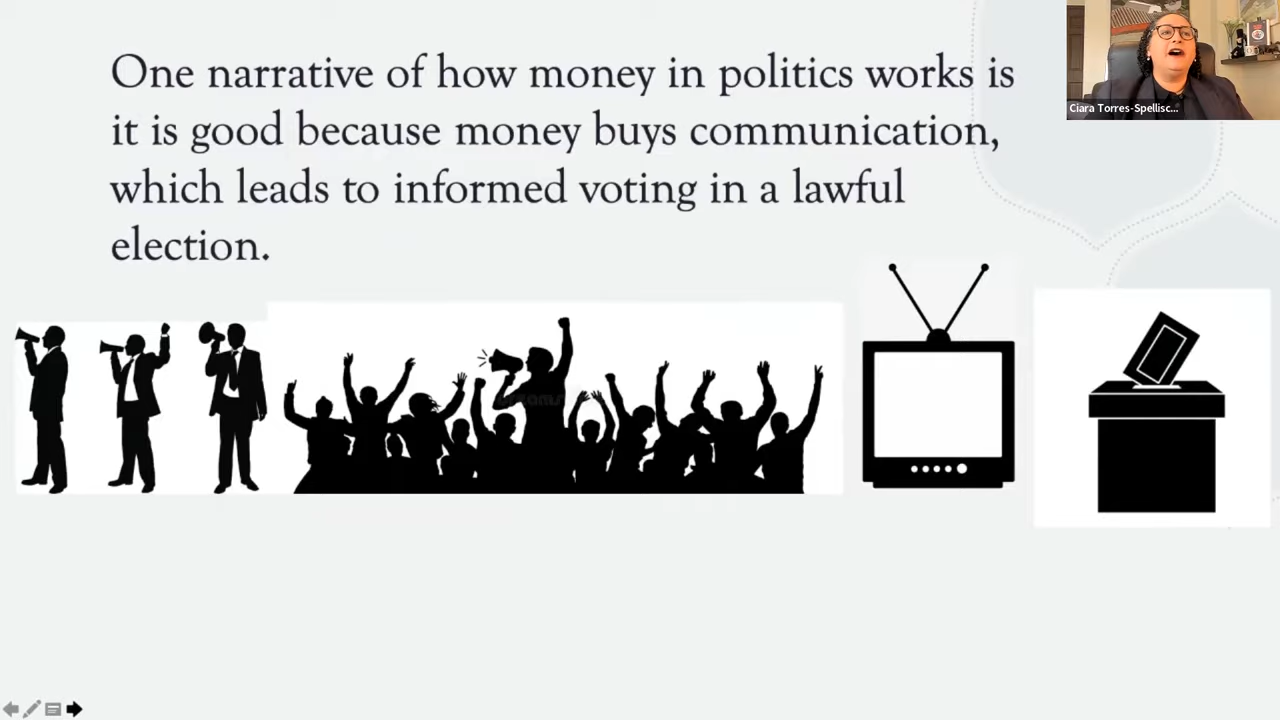 One narrative of how money in politics works is
it is good because money buys communication,
which leads to informed voting in a lawful
election.
Ciara Torres-Spellisc...